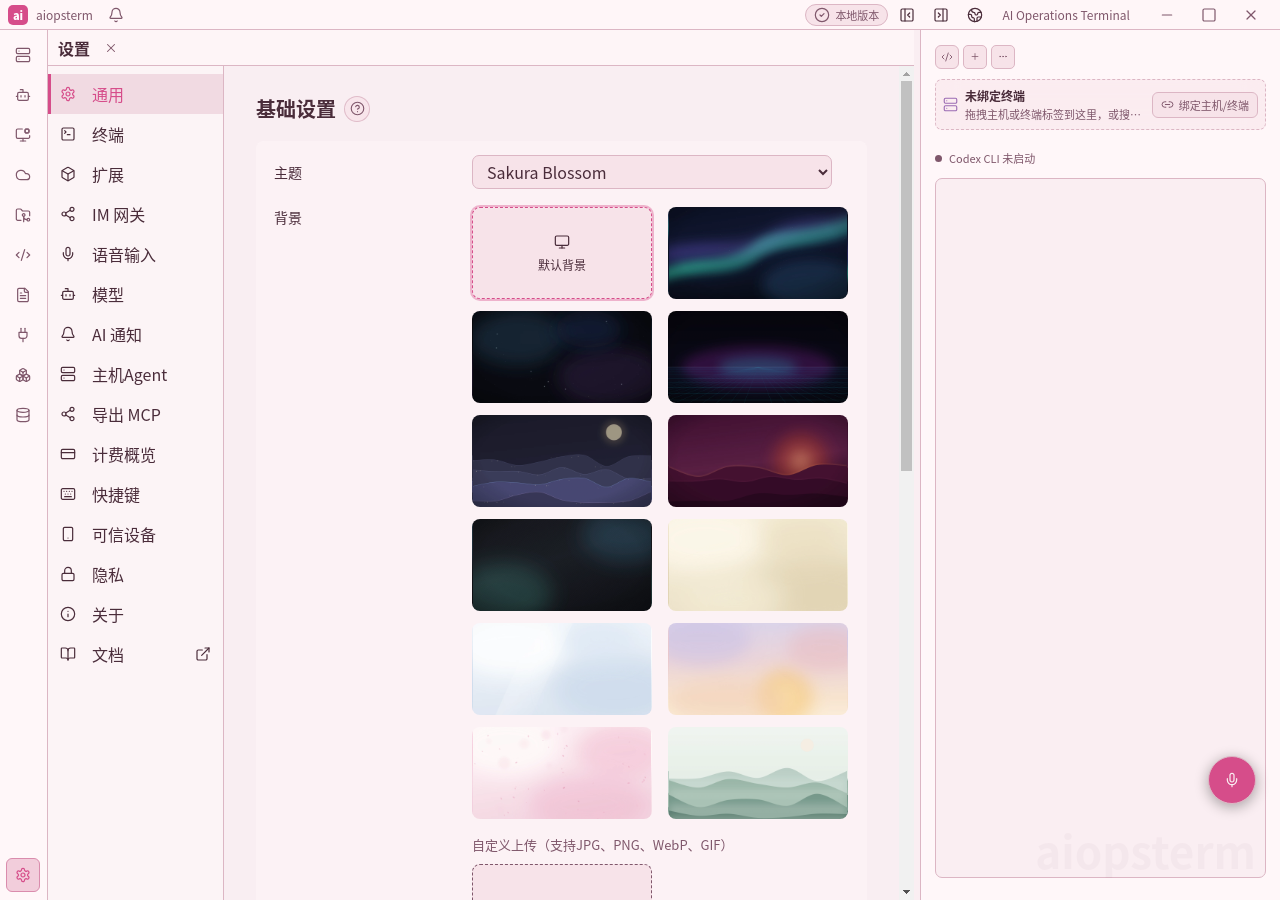 ai aiopsterm
本地版本
AI Operations Terminal
设置
通用
终端
扩展
IM 网关
语音输入
模型
AI 通知
主机Agent
导出 MCP
计费概览
快捷键
可信设备
隐私
关于
文档
基础设置
主题
Sakura Blossom
背景
默认背景
自定义上传（支持JPG、PNG、WebP、GIF）
未绑定终端
拖拽主机或终端标签到这里，或搜…
绑定主机/终端
Codex CLI 未启动
aiopsterm